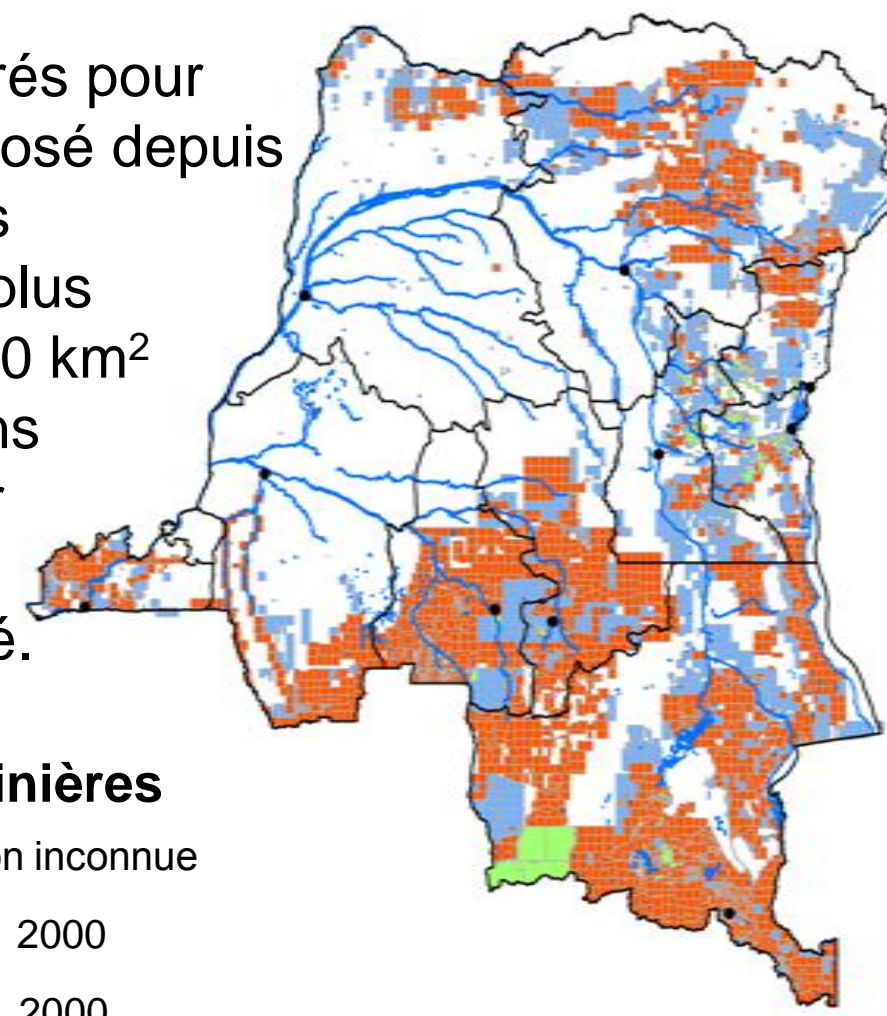 rés pour
osé depuis
s
plus
0 km²
ns
r
é.
inières
on inconnue
2000
2000